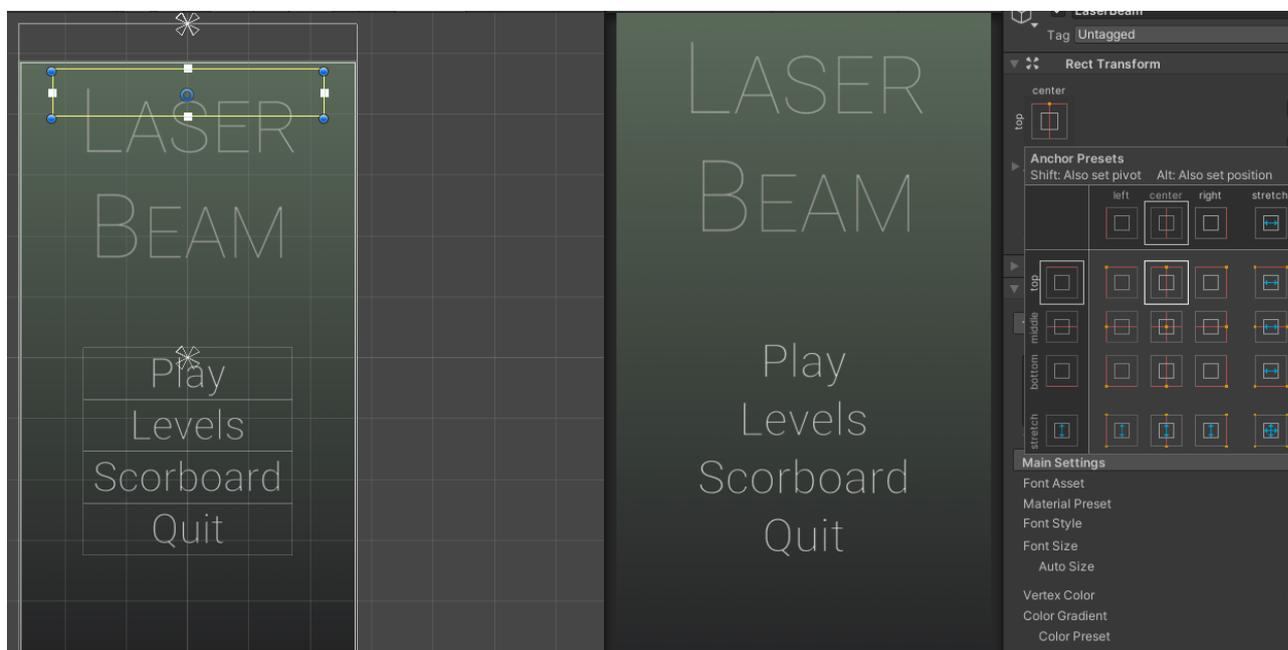 LASER
BEAM
Play
Levels
Scorboard
Quit
LASER
BEAM
Play
Levels
Scorboard
Quit
LaserBeam
Tag Untagged
Rect Transform
center
top
Anchor Presets
Shift: Also set pivot Alt: Also set position
left center right stretch
top
middle
bottom
stretch
Main Settings
Font Asset
Material Preset
Font Style
Font Size
Auto Size
Vertex Color
Color Gradient
Color Preset